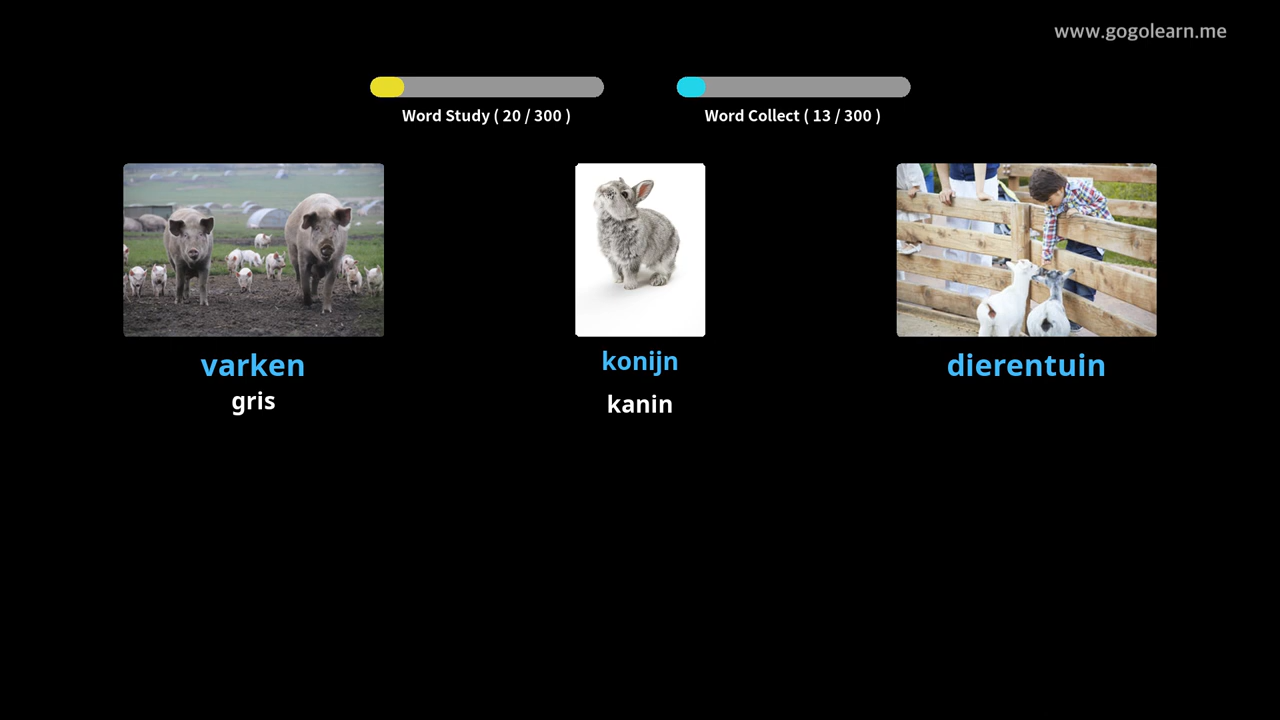 www.gogolearn.me
Word Study ( 20 / 300 )
Word Collect ( 13 / 300 )
varken
gris
konijn
kanin
dierentuin